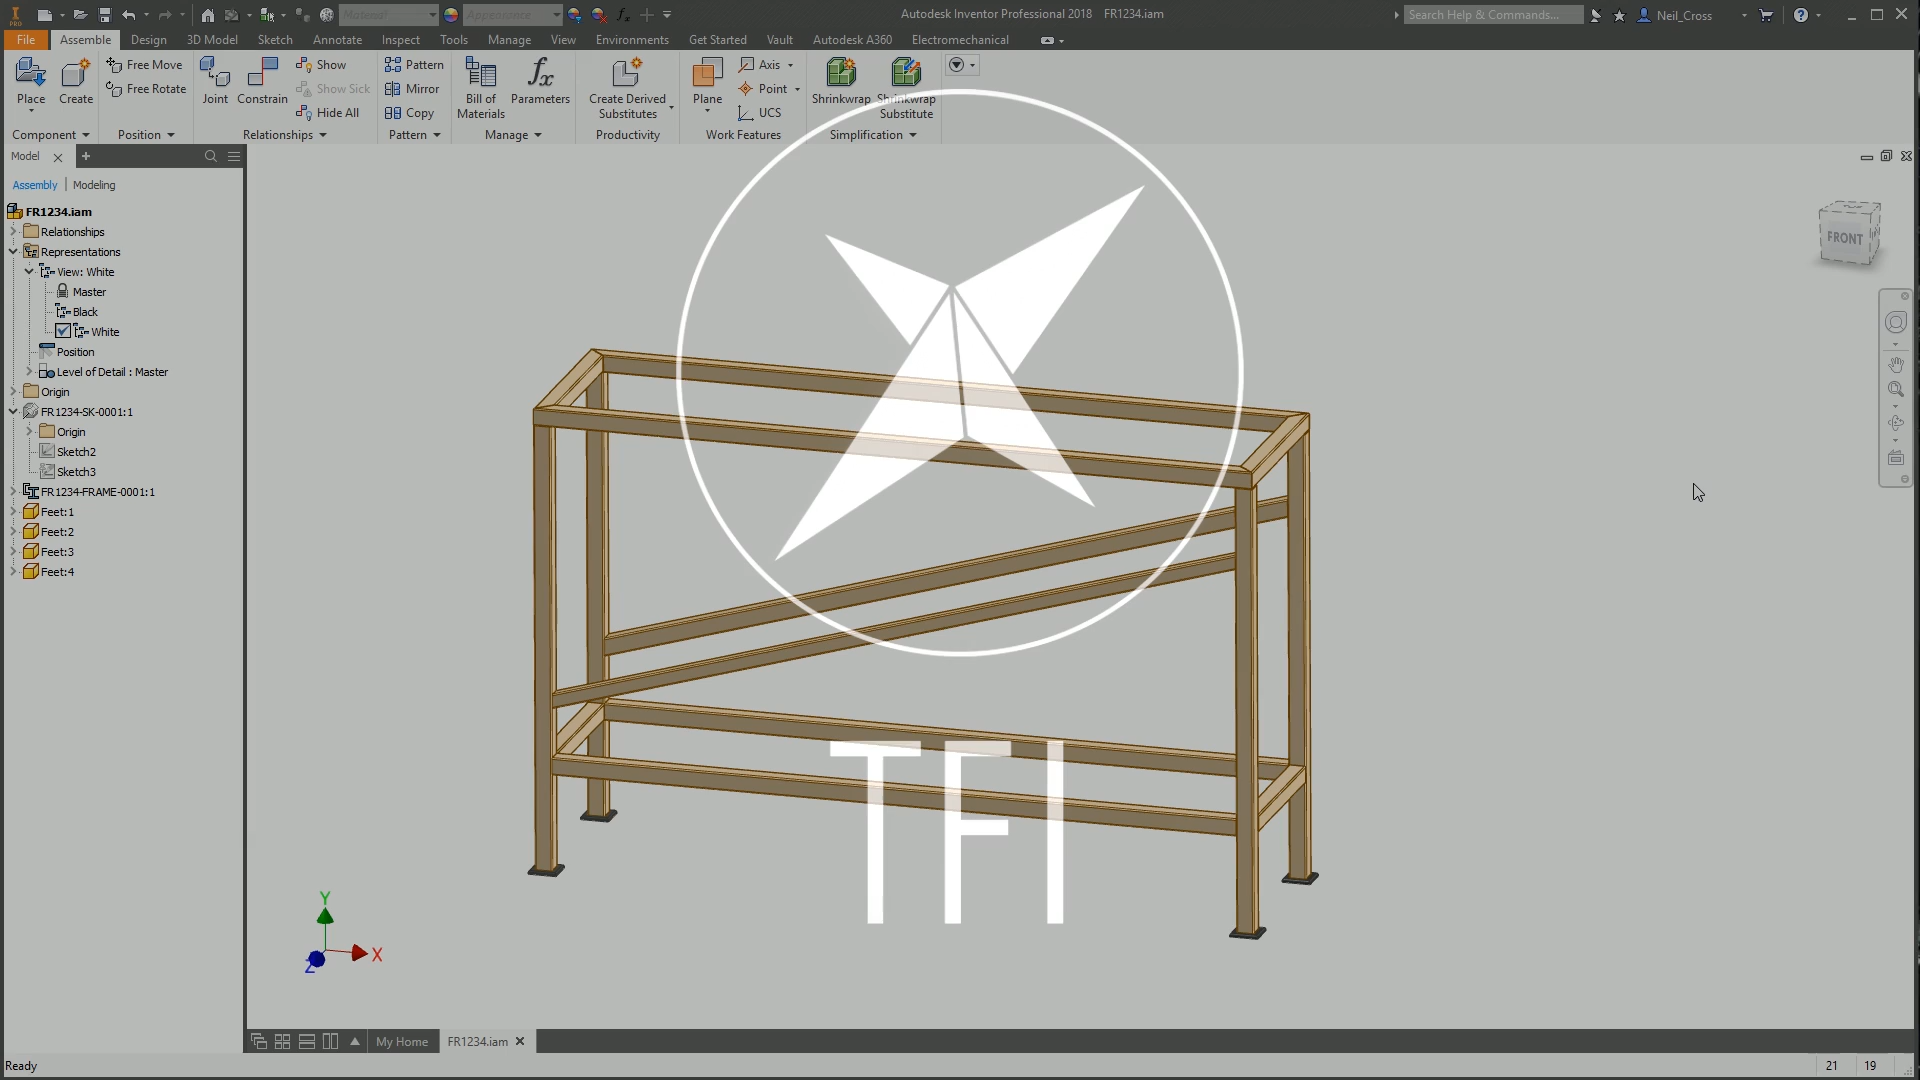 Material
Appearance
Autodesk Inventor Professional 2018 FR1234.iam
Search Help & Commands...
Neil_Cross
PRO
File Assemble Design 3D Model Sketch Annotate Inspect Tools Manage View Environments Get Started Vault Autodesk A360 Electromechanical
Free Move
Free Rotate
Show
Show Sick
Hide All
Pattern
Mirror
Copy
Axis
Point
UCS
Place Create Joint Constrain Bill of Materials Parameters Create Derived Substitutes Plane Shrinkwrap Shrinkwrap Substitute
Component Position Relationships Pattern Manage Productivity Work Features Simplification
Model
Assembly Modeling
FR1234.iam
Relationships
Representations
View: White
Master
Black
White
Position
Level of Detail : Master
Origin
FR1234-SK-0001:1
Origin
Sketch2
Sketch3
FR1234-FRAME-0001:1
Feet:1
Feet:2
Feet:3
Feet:4
FRONT
TFI
Y
X
Z
My Home FR1234.iam
Ready
21 19